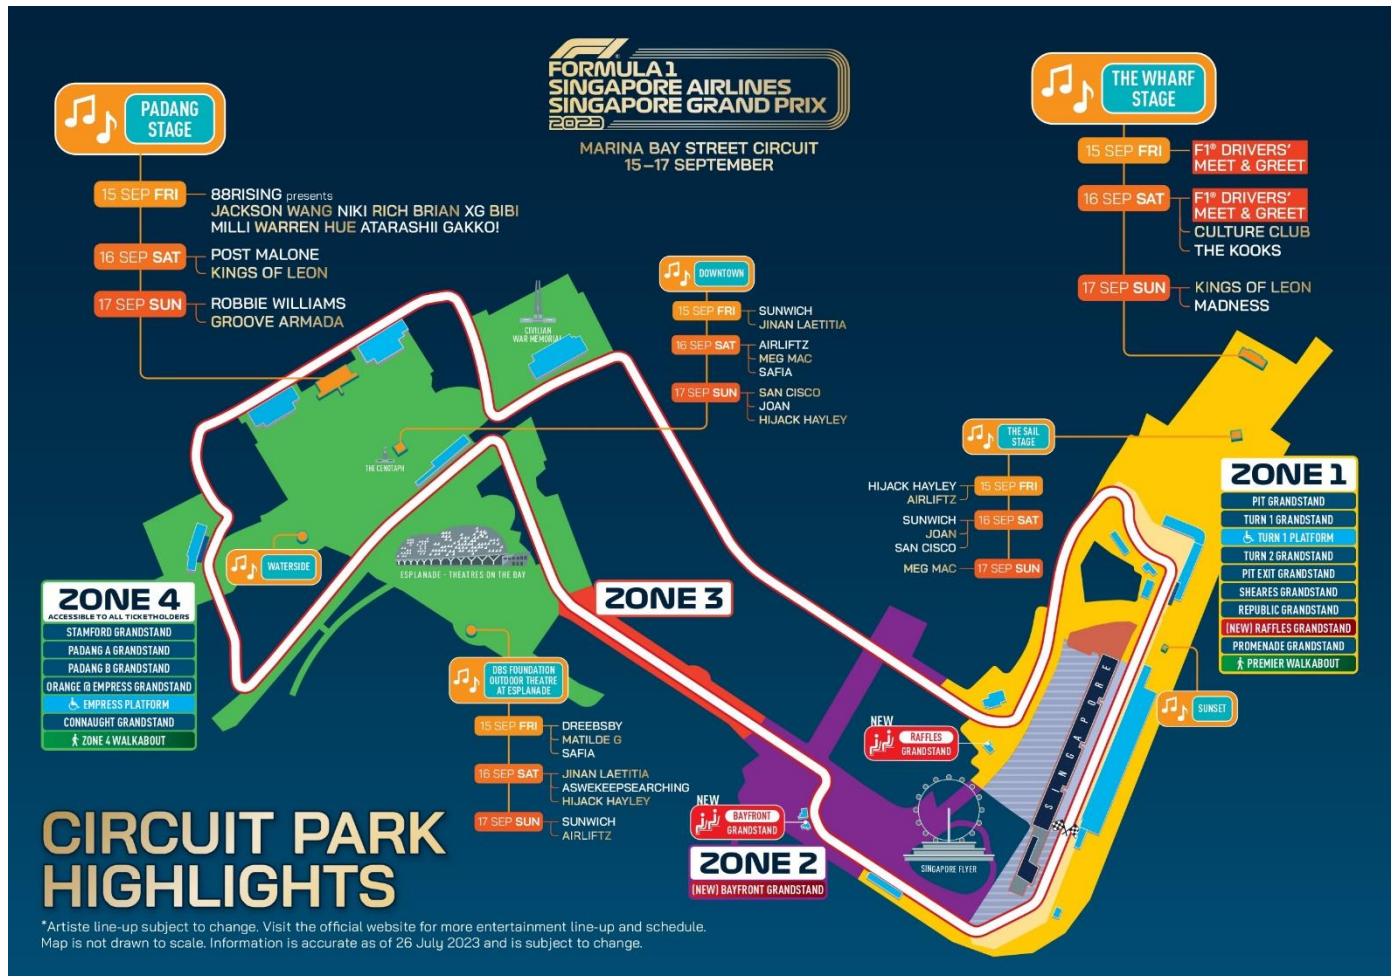 FORMULA 1
SINGAPORE AIRLINES
SINGAPORE GRAND PRIX
2023
MARINA BAY STREET CIRCUIT
15–17 SEPTEMBER
PADANG
STAGE
15 SEP FRI
88RISING presents
JACKSON WANG NIKI RICH BRIAN XG BIBI
MILLI WARREN HUE ATARASHII GAKKO!
16 SEP SAT
POST MALONE
KINGS OF LEON
17 SEP SUN
ROBBIE WILLIAMS
GROOVE ARMADA
THE WHARF
STAGE
15 SEP FRI
F1® DRIVERS'
MEET & GREET
16 SEP SAT
F1® DRIVERS'
MEET & GREET
CULTURE CLUB
THE KOOKS
17 SEP SUN
KINGS OF LEON
MADNESS
DOWNTOWN
15 SEP FRI
SUNWICH
JINAN LAETITIA
16 SEP SAT
AIRLIFTZ
MEG MAC
SAFIA
17 SEP SUN
SAN CISCO
JOAN
HIJACK HAYLEY
CIVILIAN
WAR MEMORIAL
THE CENOTAPH
THE SAIL
STAGE
HIJACK HAYLEY
AIRLIFTZ
15 SEP FRI
SUNWICH
JOAN
SAN CISCO
16 SEP SAT
MEG MAC
17 SEP SUN
ZONE 1
PIT GRANDSTAND
TURN 1 GRANDSTAND
TURN 1 PLATFORM
TURN 2 GRANDSTAND
PIT EXIT GRANDSTAND
SHEARES GRANDSTAND
REPUBLIC GRANDSTAND
(NEW) RAFFLES GRANDSTAND
PROMENADE GRANDSTAND
PREMIER WALKABOUT
WATERSIDE
ESPLANADE - THEATRES ON THE BAY
ZONE 3
ZONE 4
ACCESSIBLE TO ALL TICKETHOLDERS
STAMFORD GRANDSTAND
PADANG A GRANDSTAND
PADANG B GRANDSTAND
ORANGE @ EMPRESS GRANDSTAND
EMPRESS PLATFORM
CONNAUGHT GRANDSTAND
ZONE 4 WALKABOUT
DBS FOUNDATION
OUTDOOR THEATRE
AT ESPLANADE
15 SEP FRI
DREEBSBY
MATILDE G
SAFIA
16 SEP SAT
JINAN LAETITIA
ASWEKEEPSEARCHING
HIJACK HAYLEY
17 SEP SUN
SUNWICH
AIRLIFTZ
SUNSET
NEW
RAFFLES
GRANDSTAND
SINGAPORE
NEW
BAYFRONT
GRANDSTAND
ZONE 2
(NEW) BAYFRONT GRANDSTAND
SINGAPORE FLYER
CIRCUIT PARK
HIGHLIGHTS
*Artiste line-up subject to change. Visit the official website for more entertainment line-up and schedule.
Map is not drawn to scale. Information is accurate as of 26 July 2023 and is subject to change.